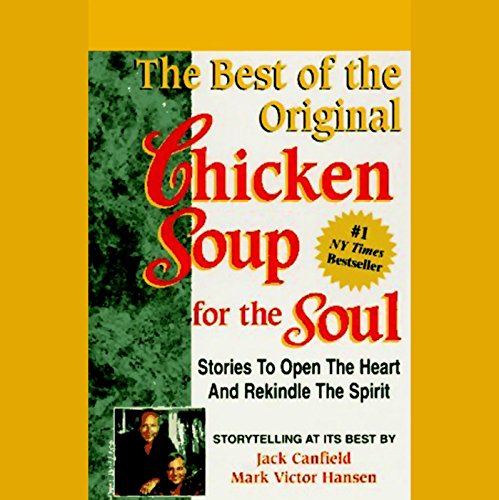 The Best of the
Original
Chicken
Soup
for the Soul
#1
NY Times
Bestseller
Stories To Open The Heart
And Rekindle The Spirit
STORYTELLING AT ITS BEST BY
Jack Canfield
Mark Victor Hansen